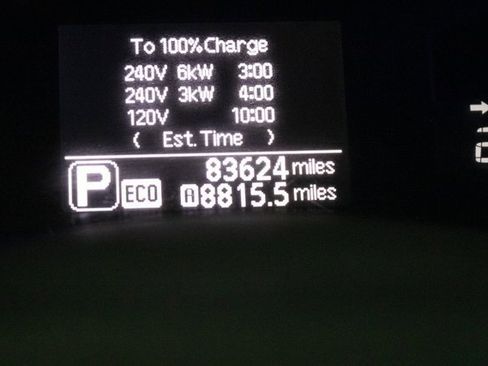 To 100% Charge
240V 6kW 3:00
240V 3kW 4:00
120V 10:00
( Est. Time )
83624 miles
P ECO A 8815.5 miles